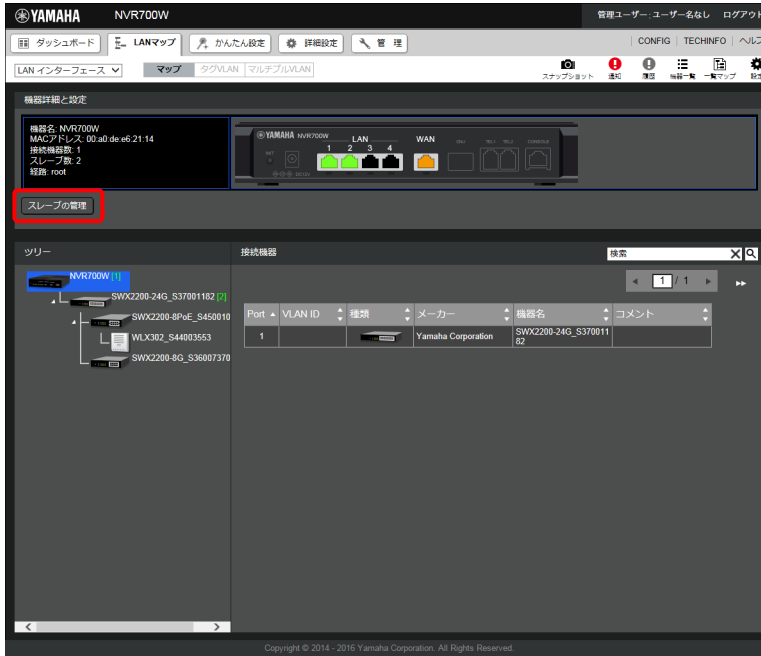 YAMAHA NVR700W 管理ユーザー: ユーザー名なし ログアウト
ダッシュボード LANマップ かんたん設定 詳細設定 管 理 CONFIG TECHINFO ヘルプ
LAN インターフェース マップ タグVLAN マルチプルVLAN スナップショット 通知 履歴 機器一覧 一覧マップ 設定
機器詳細と設定
機器名: NVR700W
MACアドレス: 00:a0:de:e6:21:14
接続機器数: 1
スレーブ数: 2
経路: root
YAMAHA NVR700W LAN WAN ONU TEL1 TEL2 CONSOLE
1 2 3 4
スレーブの管理
ツリー
NVR700W [1]
SWX2200-24G_S37001182 [2]
SWX2200-8PoE_S450010
WLX302_S44003553
SWX2200-8G_S36007370
接続機器 検索
1 / 1
Port VLAN ID 種類 メーカー 機器名 コメント
1 Yamaha Corporation SWX2200-24G_S370011
82
Copyright © 2014 - 2016 Yamaha Corporation. All Rights Reserved.